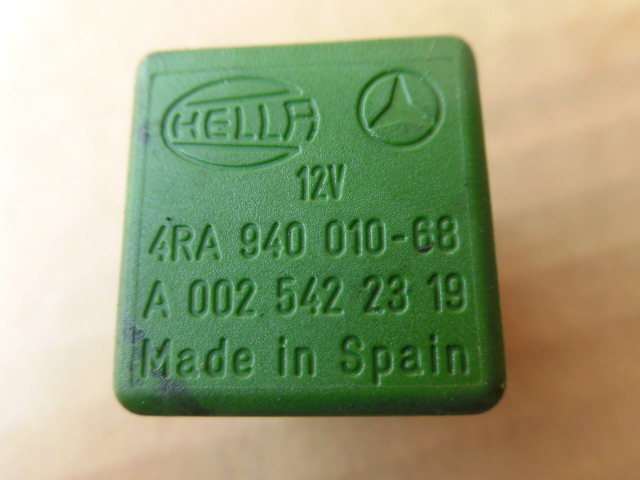 HELLA
12V
4RA 940 010-68
A 002 542 23 19
Made in Spain